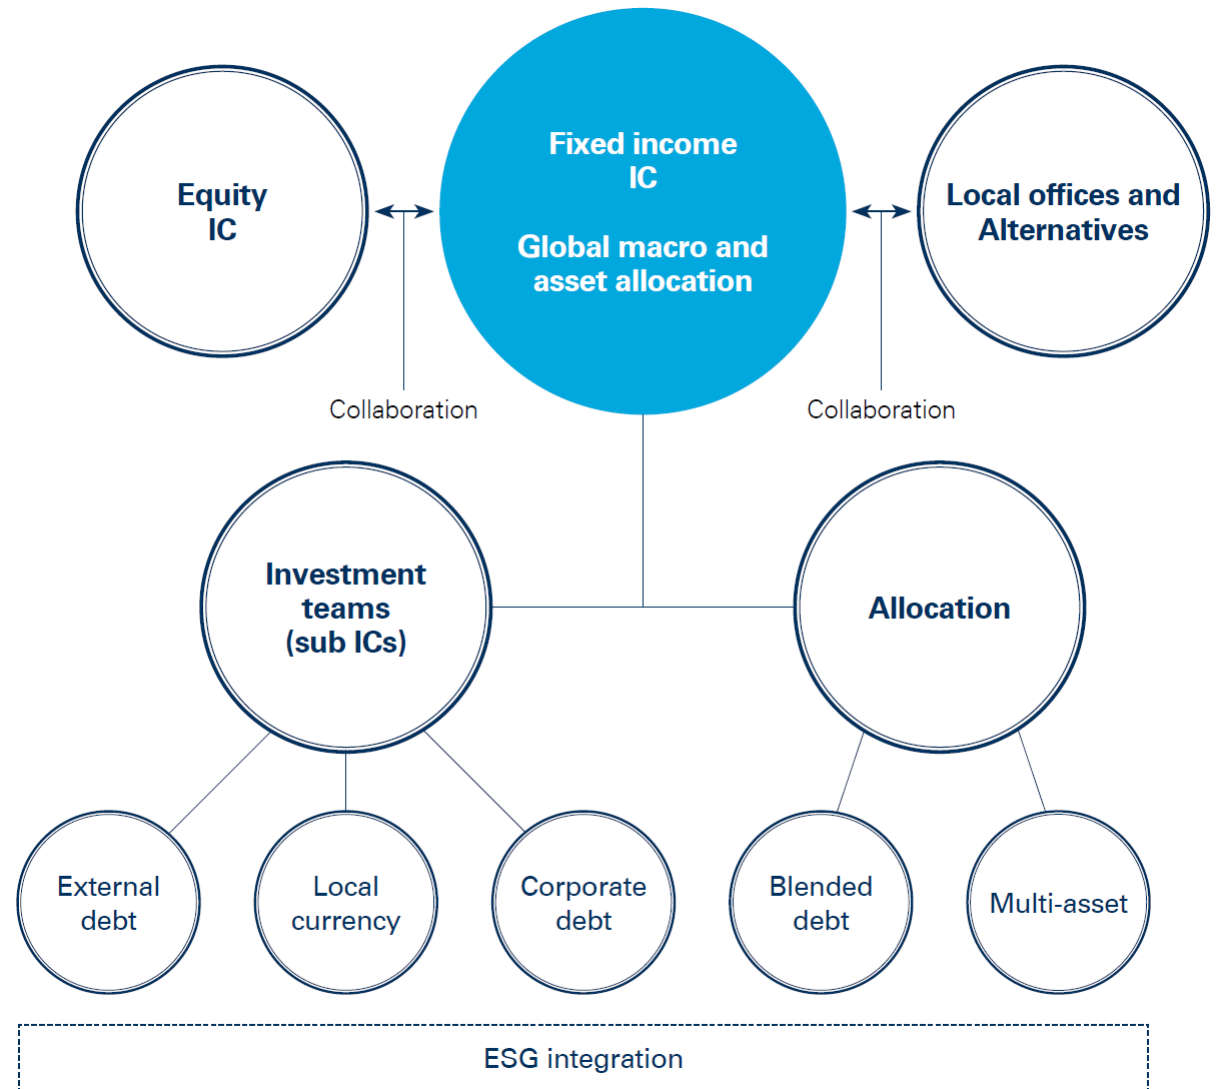 Fixed income
IC
Global macro and
asset allocation
Equity
IC
Local offices and
Alternatives
Collaboration
Collaboration
Investment
teams
(sub ICs)
Allocation
External
debt
Local
currency
Corporate
debt
Blended
debt
Multi-asset
ESG integration